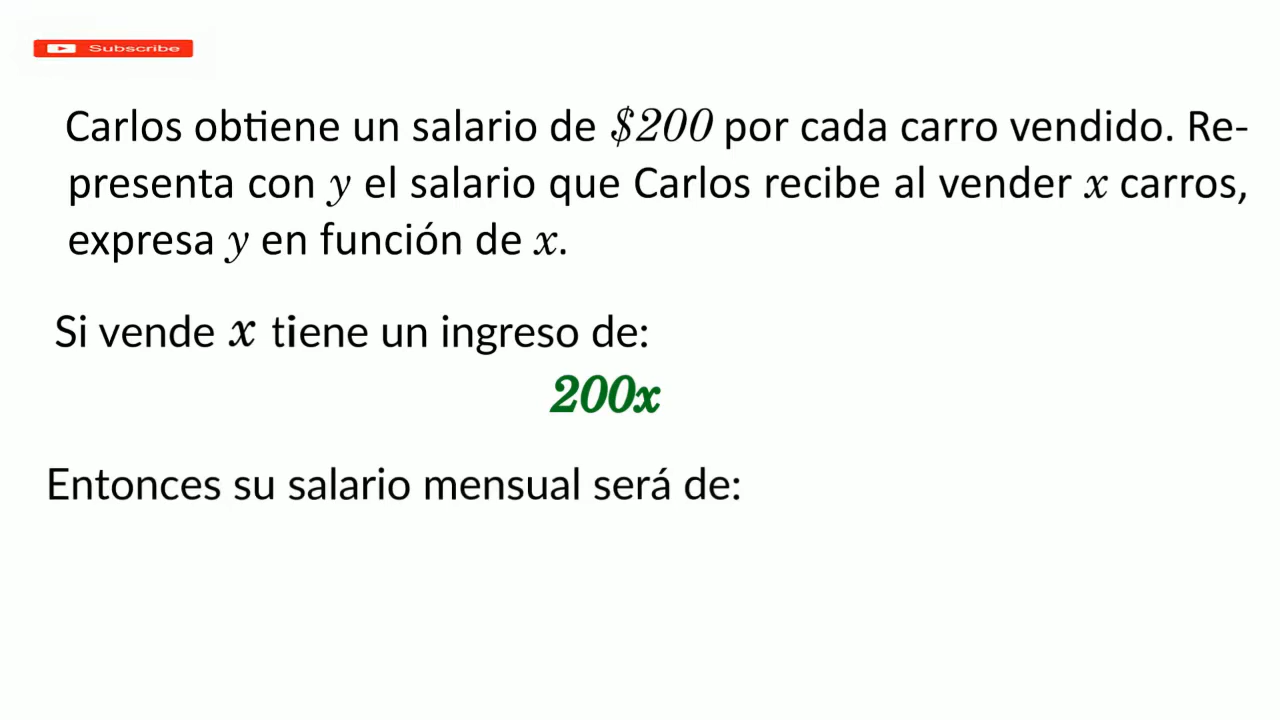 Subscribe
Carlos obtiene un salario de $200 por cada carro vendido. Re-
presenta con y el salario que Carlos recibe al vender x carros,
expresa y en función de x.
Si vende x tiene un ingreso de:
200x
Entonces su salario mensual será de: